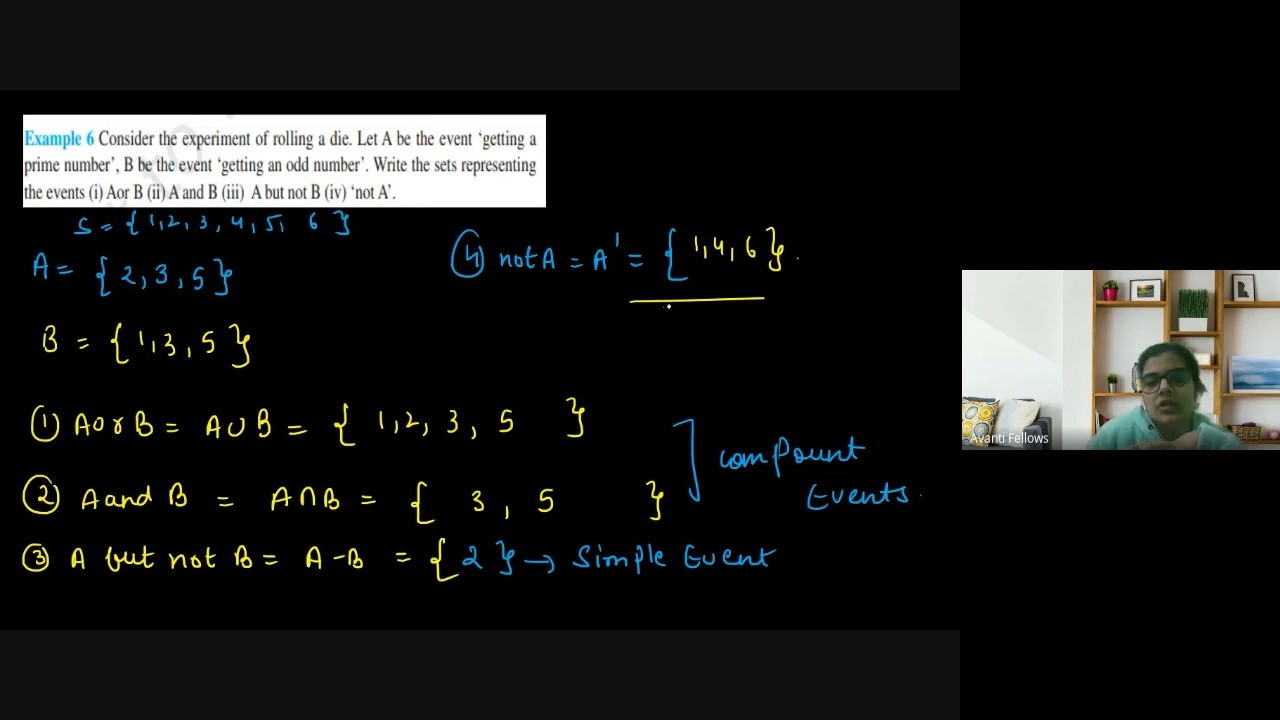 Example 6 Consider the experiment of rolling a die. Let A be the event ‘getting a
prime number’, B be the event ‘getting an odd number’. Write the sets representing
the events (i) Aor B (ii) A and B (iii) A but not B (iv) ‘not A’.
S = { 1,2, 3, 4, 5, 6 }
A = { 2, 3, 5 }
B = { 1,3, 5 }
① A or B = A ∪ B = { 1,2, 3, 5 }
② A and B = A ∩ B = { 3, 5 }
③ A but not B = A - B = { 2 } → Simple Event
④ not A = A' = { 1,4, 6 }.
compount
Events.
Avanti Fellows